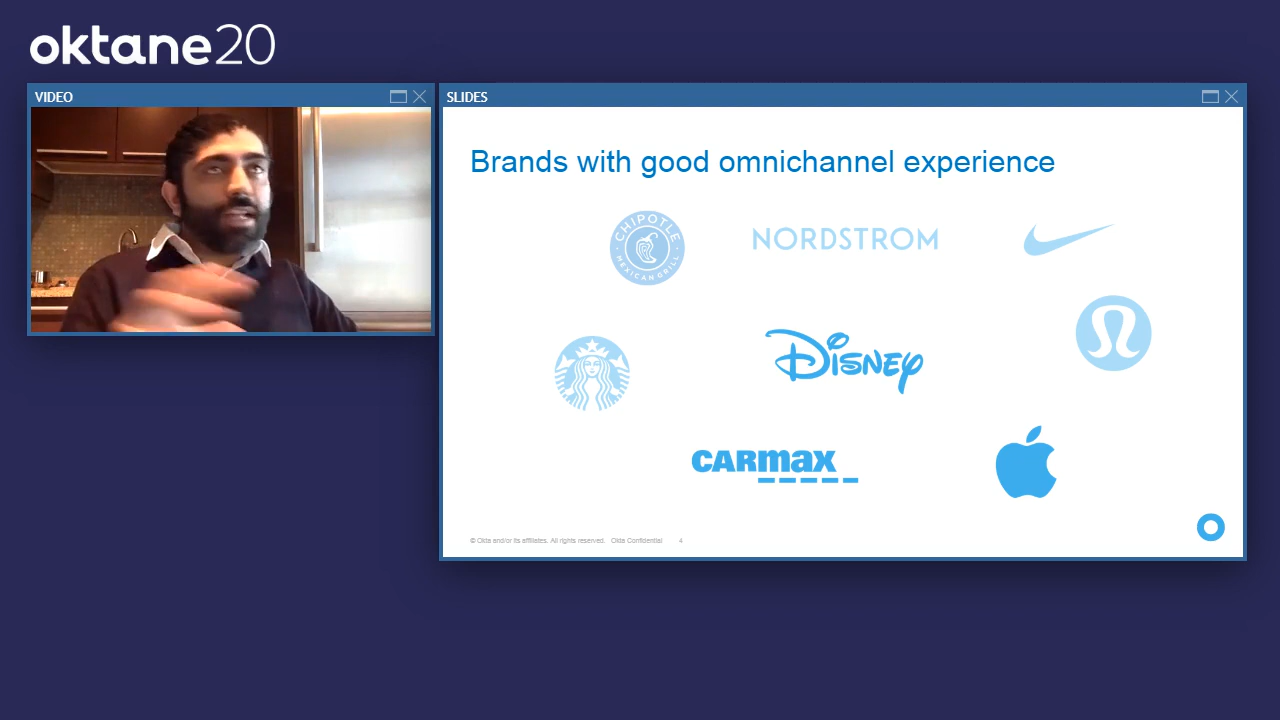 oktane20
VIDEO
SLIDES
Brands with good omnichannel experience
CHIPOTLE
MEXICAN GRILL
NORDSTROM
Disney
CARMAX
© Okta and/or its affiliates. All rights reserved. Okta Confidential 4